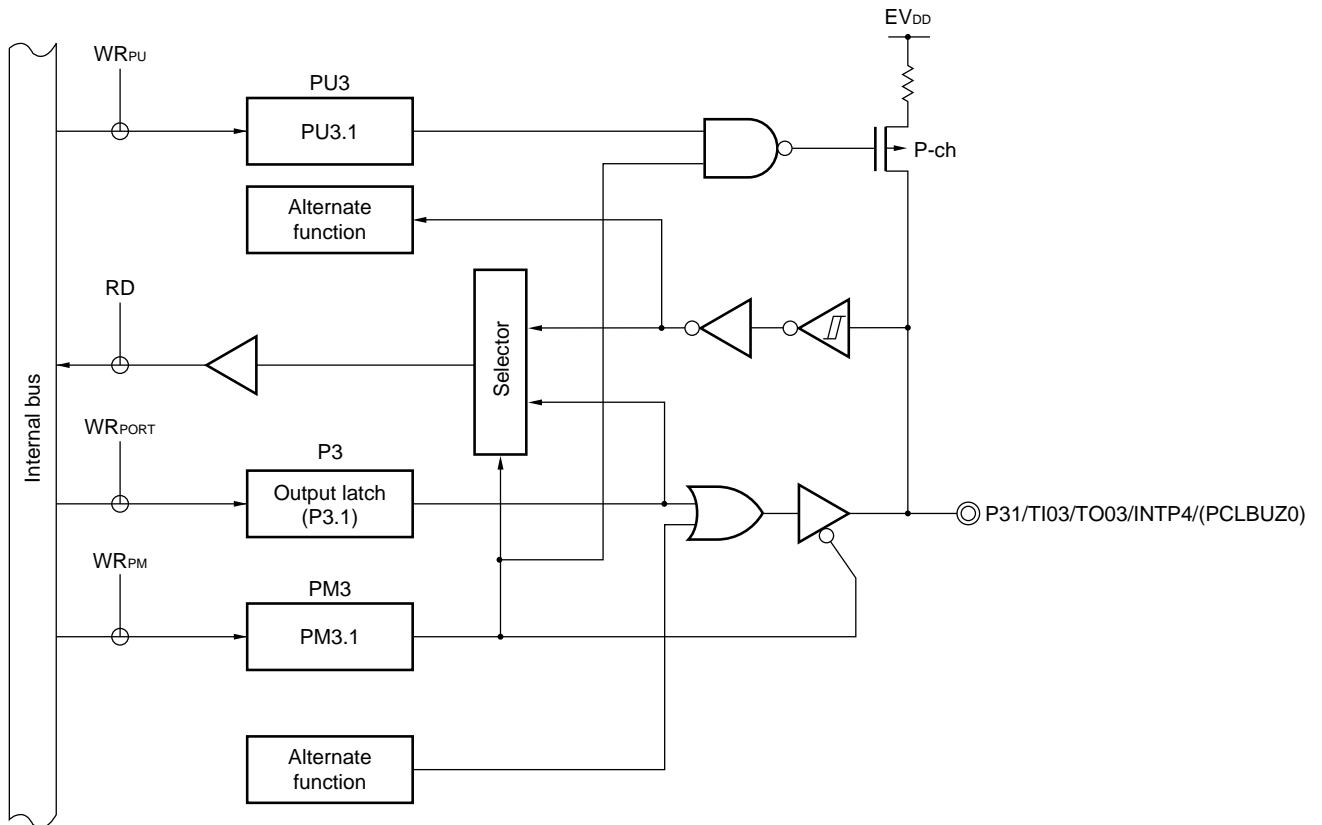 EVDD
WRPU
PU3
PU3.1
P-ch
Alternate
function
RD
Selector
Internal bus
WRPORT
P3
Output latch
(P3.1)
P31/TI03/TO03/INTP4/(PCLBUZ0)
WRPM
PM3
PM3.1
Alternate
function